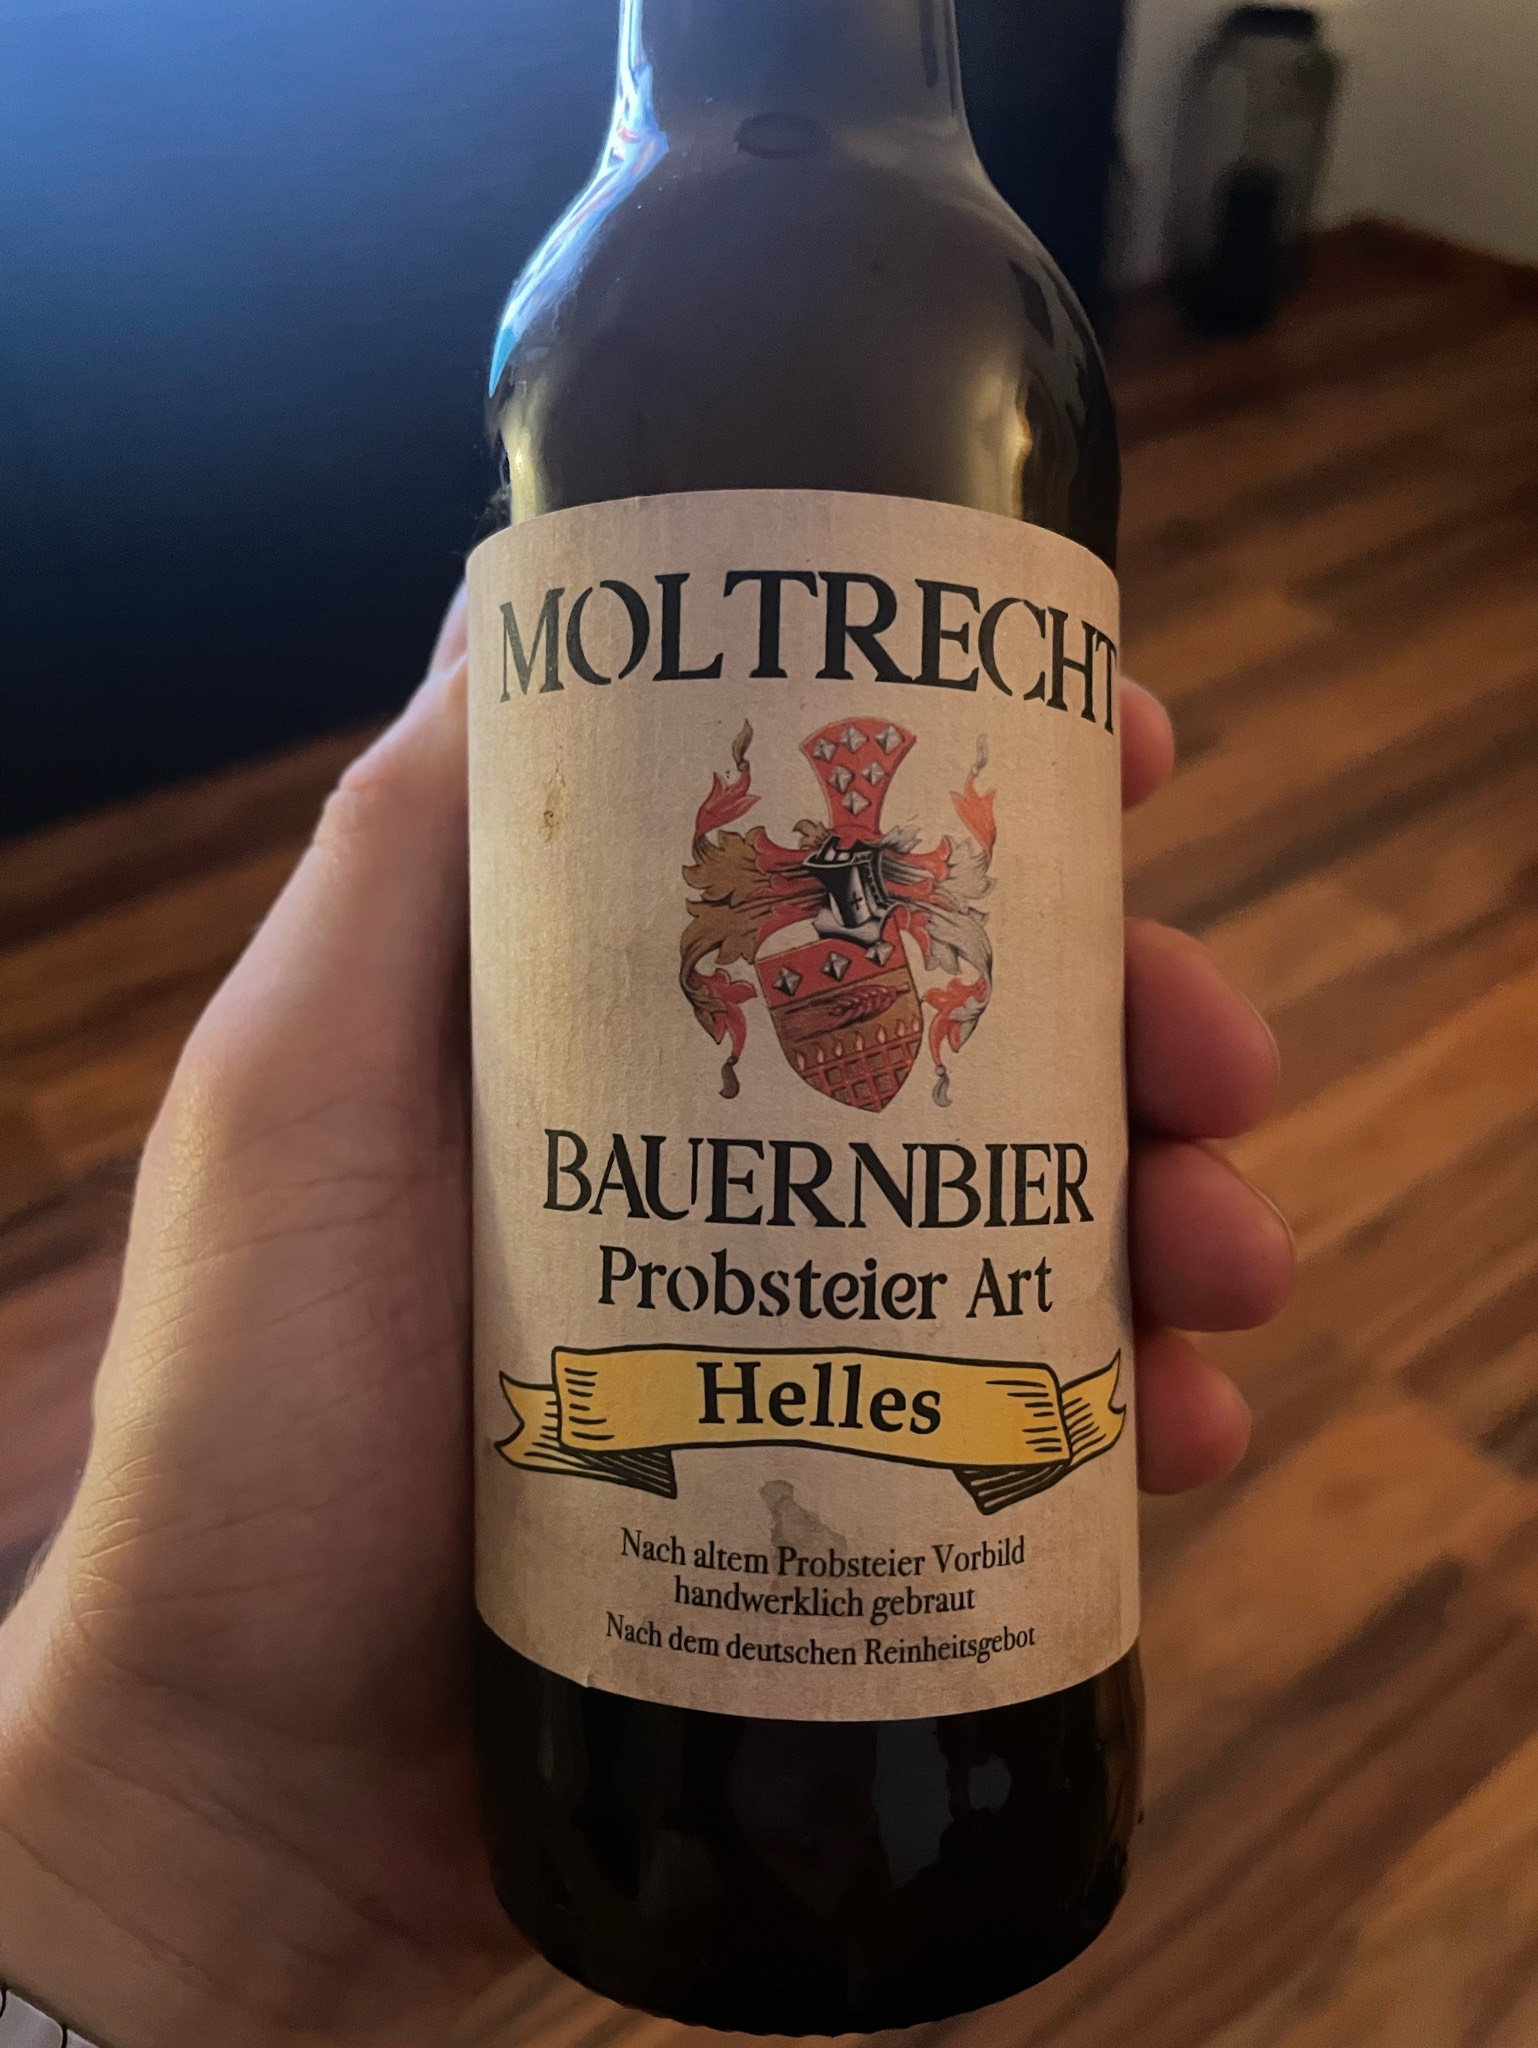 MOLTRECHT
BAUERNBIER
Probsteier Art
Helles
Nach altem Probsteier Vorbild
handwerklich gebraut
Nach dem deutschen Reinheitsgebot